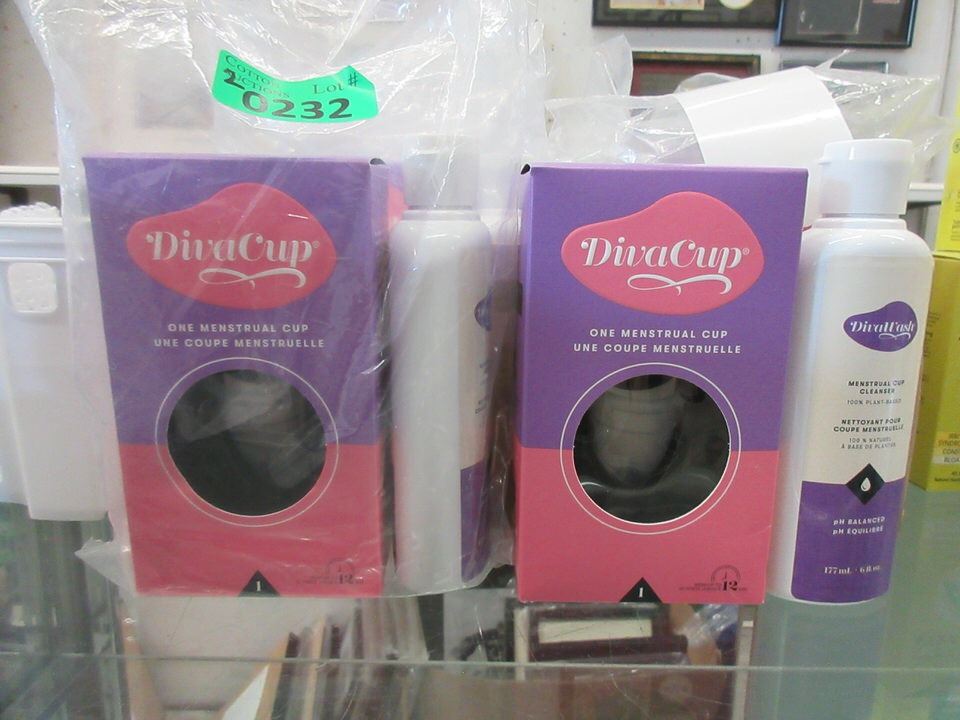 Lot #
0232
DivaCup®
ONE MENSTRUAL CUP
UNE COUPE MENSTRUELLE
1
12
DivaCup®
ONE MENSTRUAL CUP
UNE COUPE MENSTRUELLE
1
12
DivaWash
MENSTRUAL CUP
CLEANSER
100% PLANT-BASED
NETTOYANT POUR
COUPE MENSTRUELLE
100 % NATUREL
À BASE DE PLANTES
pH BALANCED
pH ÉQUILIBRÉ
177 mL · 6 fl oz